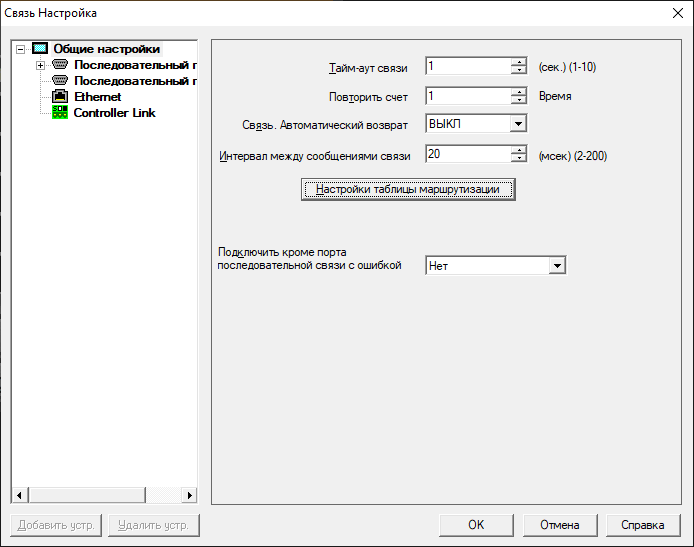 Связь Настройка
Общие настройки
Последовательный п
Последовательный п
Ethernet
Controller Link
Тайм-аут связи 1 (сек.) (1-10)
Повторить счет 1 Время
Связь. Автоматический возврат ВЫКЛ
Интервал между сообщениями связи 20 (мсек) (2-200)
Настройки таблицы маршрутизации
Подключить кроме порта
последовательной связи с ошибкой Нет
Добавить устр. Удалить устр. OK Отмена Справка